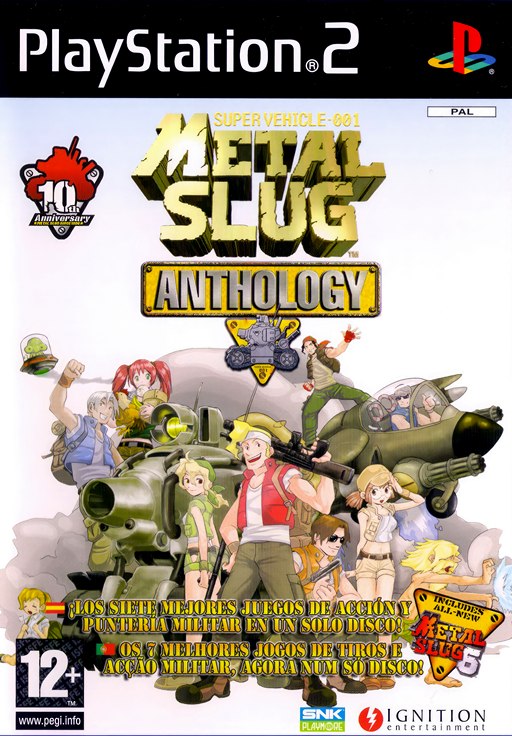 PlayStation®2
PAL
SUPER VEHICLE-001
METAL
SLUG™
10th
Anniversary
ANTHOLOGY
¡LOS SIETE MEJORES JUEGOS DE ACCIÓN Y
PUNTERÍA MILITAR EN UN SOLO DISCO!
OS 7 MELHORES JOGOS DE TIROS E
ACÇÃO MILITAR, AGORA NUM SÓ DISCO!
INCLUDES
ALL-NEW
METAL
SLUG 6
12+
www.pegi.info
SNK
PLAYMORE
IGNITION
entertainment